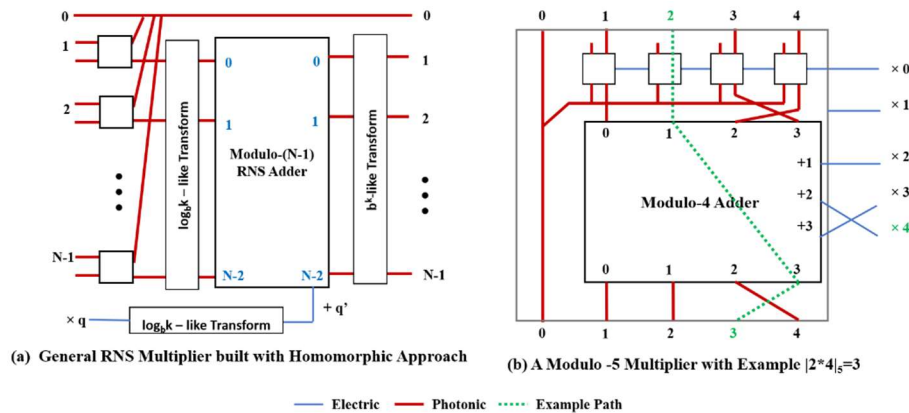 0
0
1
0
0
1
2
1
1
2
Modulo-(N-1)
RNS Adder
log_b k – like Transform
b^k-like Transform
N-1
N-2
N-2
N-1
+ q'
× q
log_b k – like Transform
(a) General RNS Multiplier built with Homomorphic Approach
0 1 2 3 4
× 0
× 1
0 1 2 3
+1
× 2
Modulo-4 Adder
+2
× 3
+3
× 4
0 1 2 3
0 1 2 3 4
(b) A Modulo -5 Multiplier with Example |2*4|₅=3
Electric Photonic Example Path